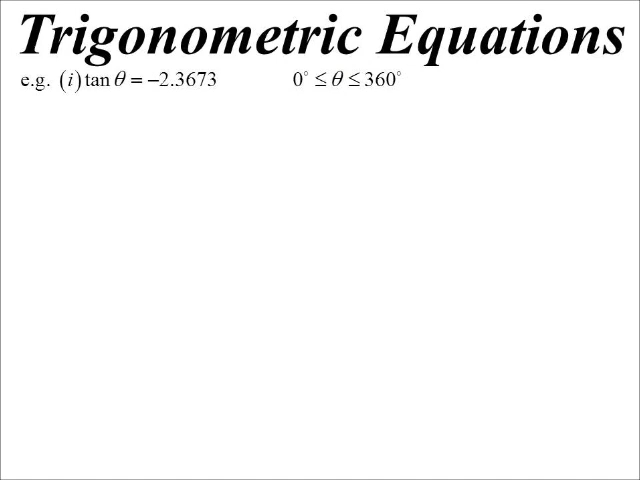 Trigonometric Equations
e.g. (i) tan θ = −2.3673 0° ≤ θ ≤ 360°